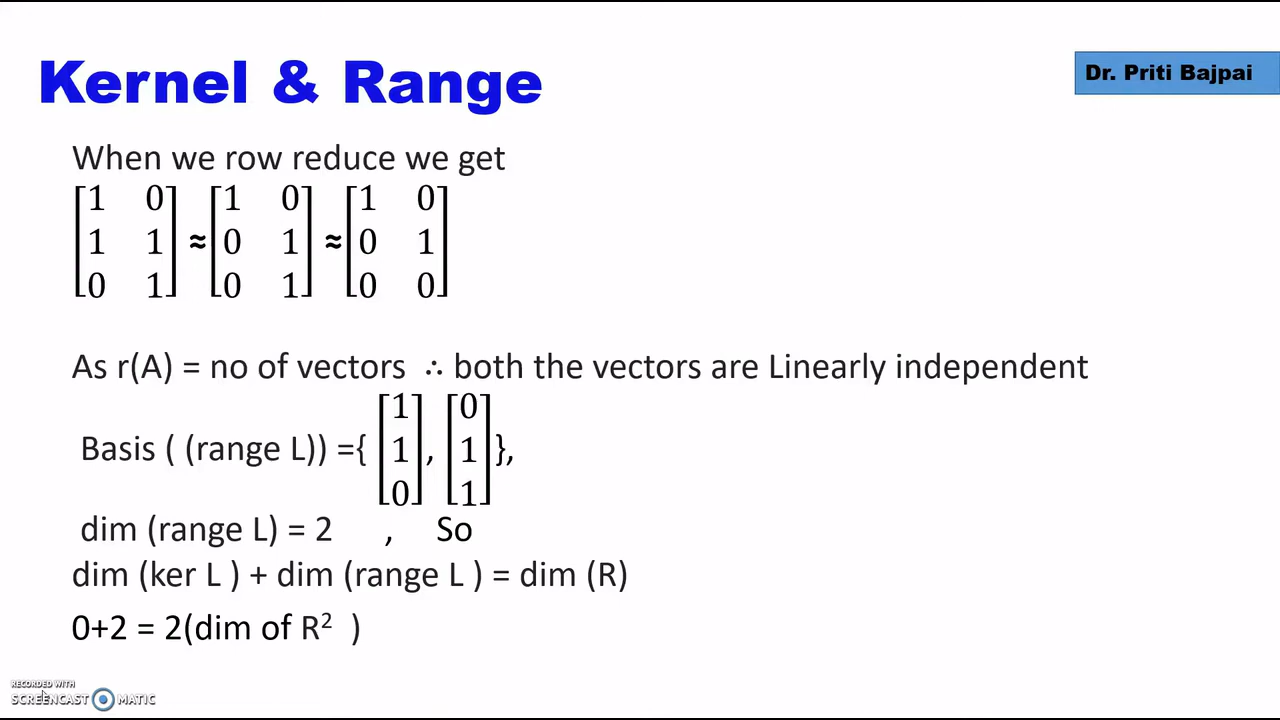 Kernel & Range
Dr. Priti Bajpai
When we row reduce we get
[1 0] [1 0] [1 0]
[1 1] ≈ [0 1] ≈ [0 1]
[0 1] [0 1] [0 0]
As r(A) = no of vectors ∴ both the vectors are Linearly independent
[1] [0]
Basis ( (range L)) ={ [1] , [1] },
[0] [1]
dim (range L) = 2 , So
dim (ker L ) + dim (range L ) = dim (R)
0+2 = 2(dim of R² )
RECORDED WITH
SCREENCAST MATIC